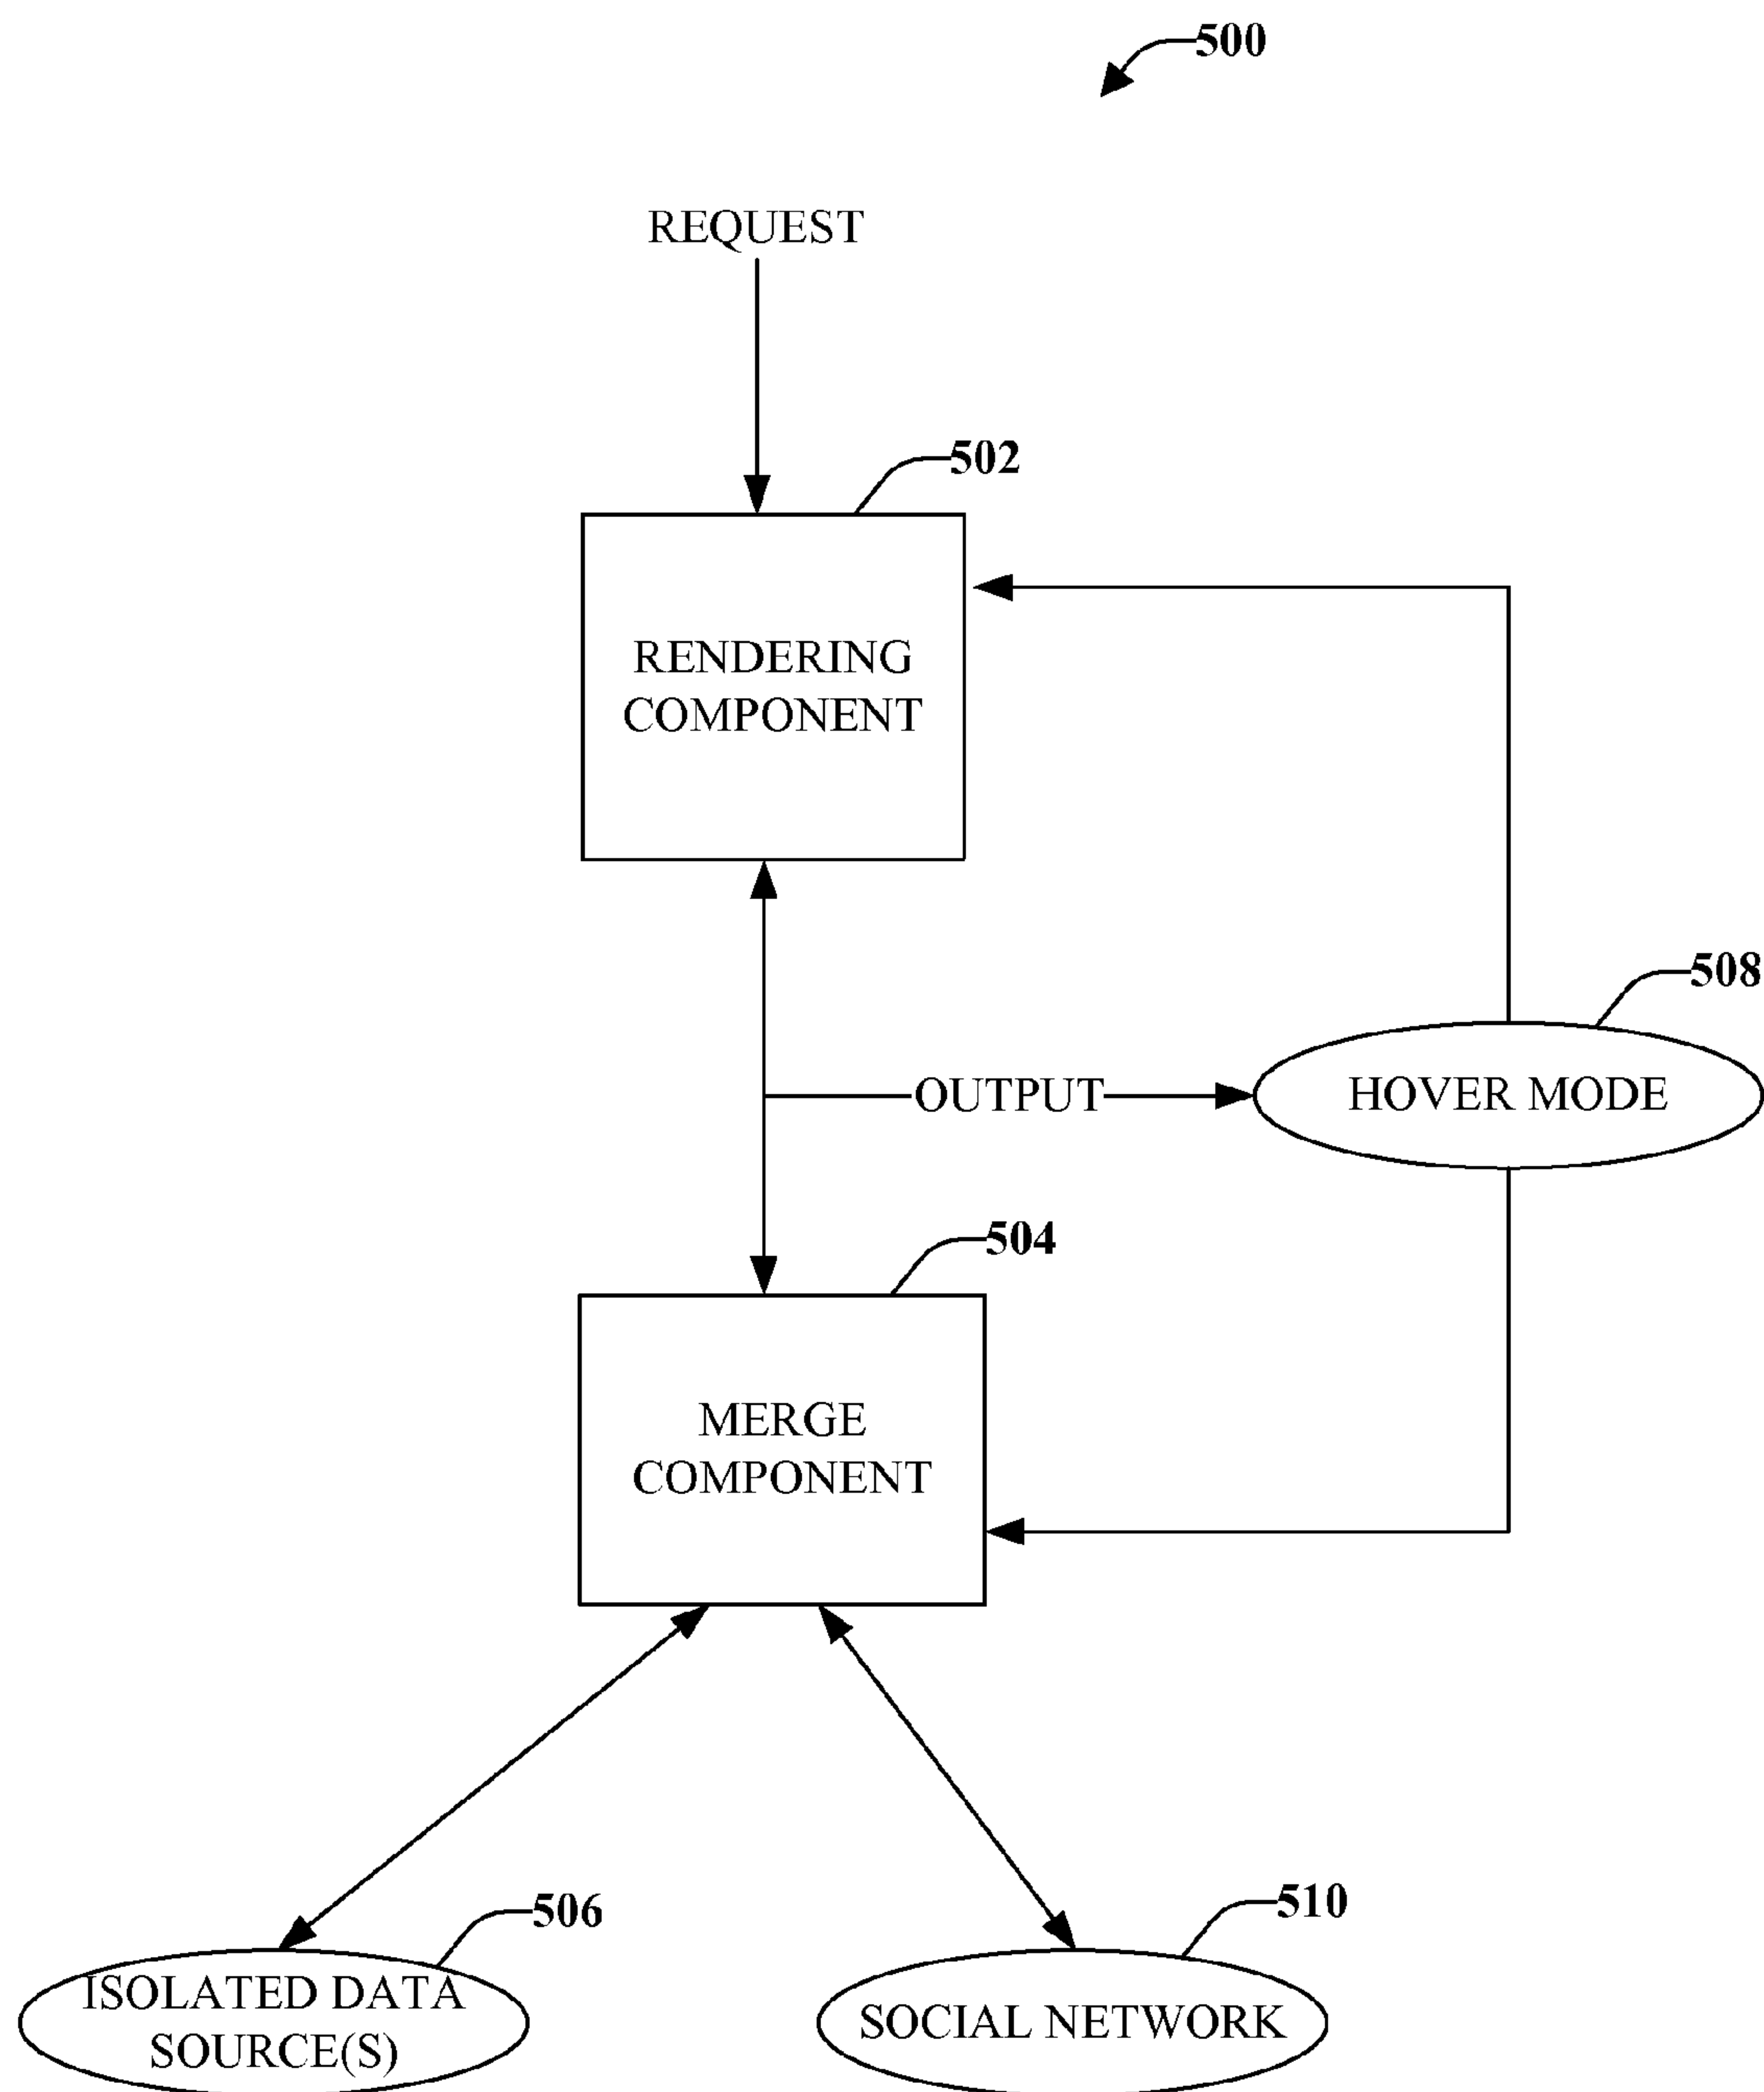 500
REQUEST
502
RENDERING
COMPONENT
508
OUTPUT
HOVER MODE
504
MERGE
COMPONENT
506
510
ISOLATED DATA
SOURCE(S)
SOCIAL NETWORK